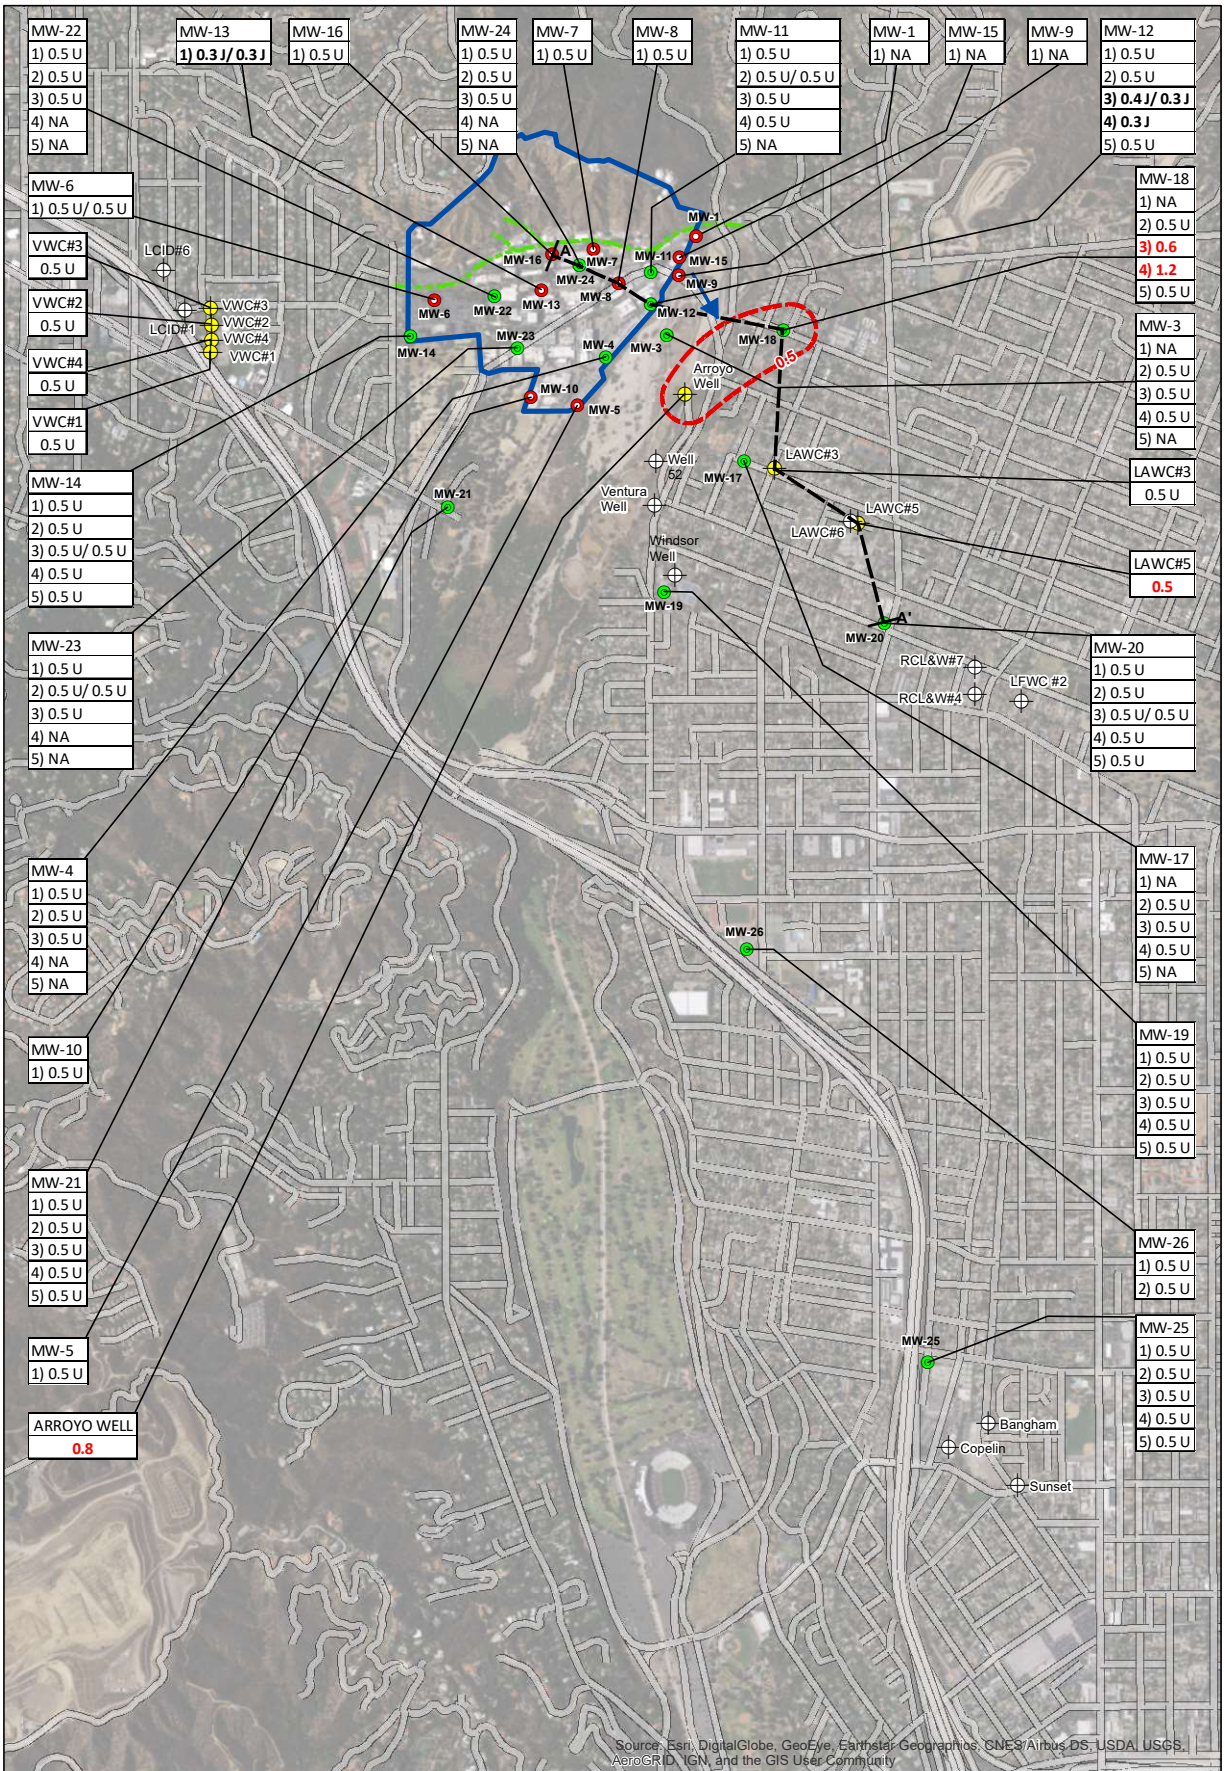 MW-22
1) 0.5 U
2) 0.5 U
3) 0.5 U
4) NA
5) NA
MW-13
1) 0.3 J/ 0.3 J
MW-16
1) 0.5 U
MW-24
1) 0.5 U
2) 0.5 U
3) 0.5 U
4) NA
5) NA
MW-7
1) 0.5 U
MW-8
1) 0.5 U
MW-11
1) 0.5 U
2) 0.5 U/ 0.5 U
3) 0.5 U
4) 0.5 U
5) NA
MW-1
1) NA
MW-15
1) NA
MW-9
1) NA
MW-12
1) 0.5 U
2) 0.5 U
3) 0.4 J/ 0.3 J
4) 0.3 J
5) 0.5 U
MW-6
1) 0.5 U/ 0.5 U
VWC#3
0.5 U
VWC#2
0.5 U
VWC#4
0.5 U
VWC#1
0.5 U
MW-14
1) 0.5 U
2) 0.5 U
3) 0.5 U/ 0.5 U
4) 0.5 U
5) 0.5 U
MW-23
1) 0.5 U
2) 0.5 U/ 0.5 U
3) 0.5 U
4) NA
5) NA
MW-4
1) 0.5 U
2) 0.5 U
3) 0.5 U
4) NA
5) NA
MW-10
1) 0.5 U
MW-21
1) 0.5 U
2) 0.5 U
3) 0.5 U
4) 0.5 U
5) 0.5 U
MW-5
1) 0.5 U
ARROYO WELL
0.8
MW-18
1) NA
2) 0.5 U
3) 0.6
4) 1.2
5) 0.5 U
MW-3
1) NA
2) 0.5 U
3) 0.5 U
4) 0.5 U
5) NA
LAWC#3
0.5 U
LAWC#5
0.5
MW-20
1) 0.5 U
2) 0.5 U
3) 0.5 U/ 0.5 U
4) 0.5 U
5) 0.5 U
MW-17
1) NA
2) 0.5 U
3) 0.5 U
4) 0.5 U
5) NA
MW-19
1) 0.5 U
2) 0.5 U
3) 0.5 U
4) 0.5 U
5) 0.5 U
MW-26
1) 0.5 U
2) 0.5 U
MW-25
1) 0.5 U
2) 0.5 U
3) 0.5 U
4) 0.5 U
5) 0.5 U
LCID#6
LCID#1
VWC#3
VWC#2
VWC#4
VWC#1
MW-1
A
MW-16
MW-7
MW-11
MW-15
MW-24
MW-9
MW-8
MW-13
MW-22
MW-6
MW-12
MW-18
MW-14
MW-23
MW-4
MW-3
0.5
Arroyo
Well
MW-10
MW-5
Well
52
MW-17
LAWC#3
MW-21
Ventura
Well
LAWC#5
LAWC#6
Windsor
Well
MW-19
A'
MW-20
RCL&W#7
RCL&W#4
LFWC #2
MW-26
MW-25
Bangham
Copelin
Sunset
Source: Esri, DigitalGlobe, GeoEye, Earthstar Geographics, CNES/Airbus DS, USDA, USGS,
AeroGRID, IGN, and the GIS User Community